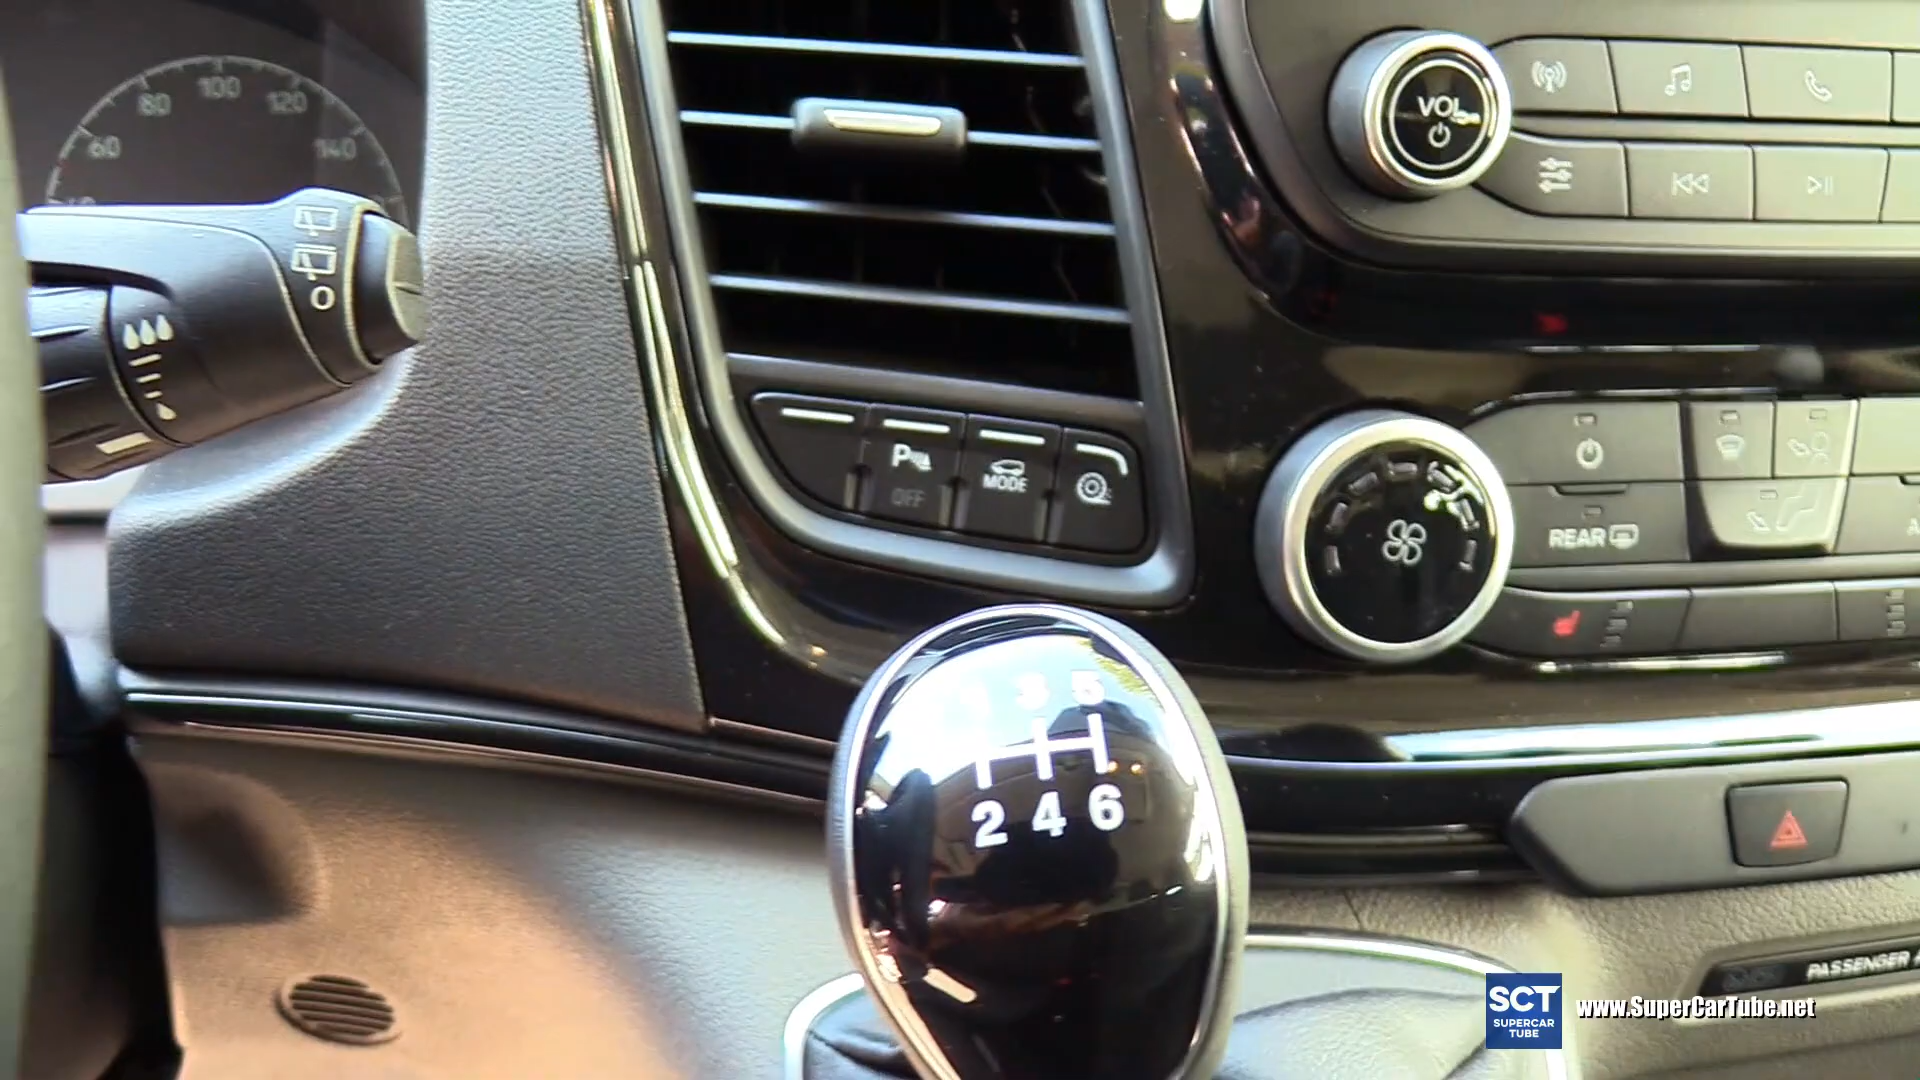 60 80 100 120 140
VOL
O
P
OFF
MODE
REAR
1 3 5
2 4 6
PASSENGER
SCT
SUPERCAR
TUBE
www.SuperCarTube.net